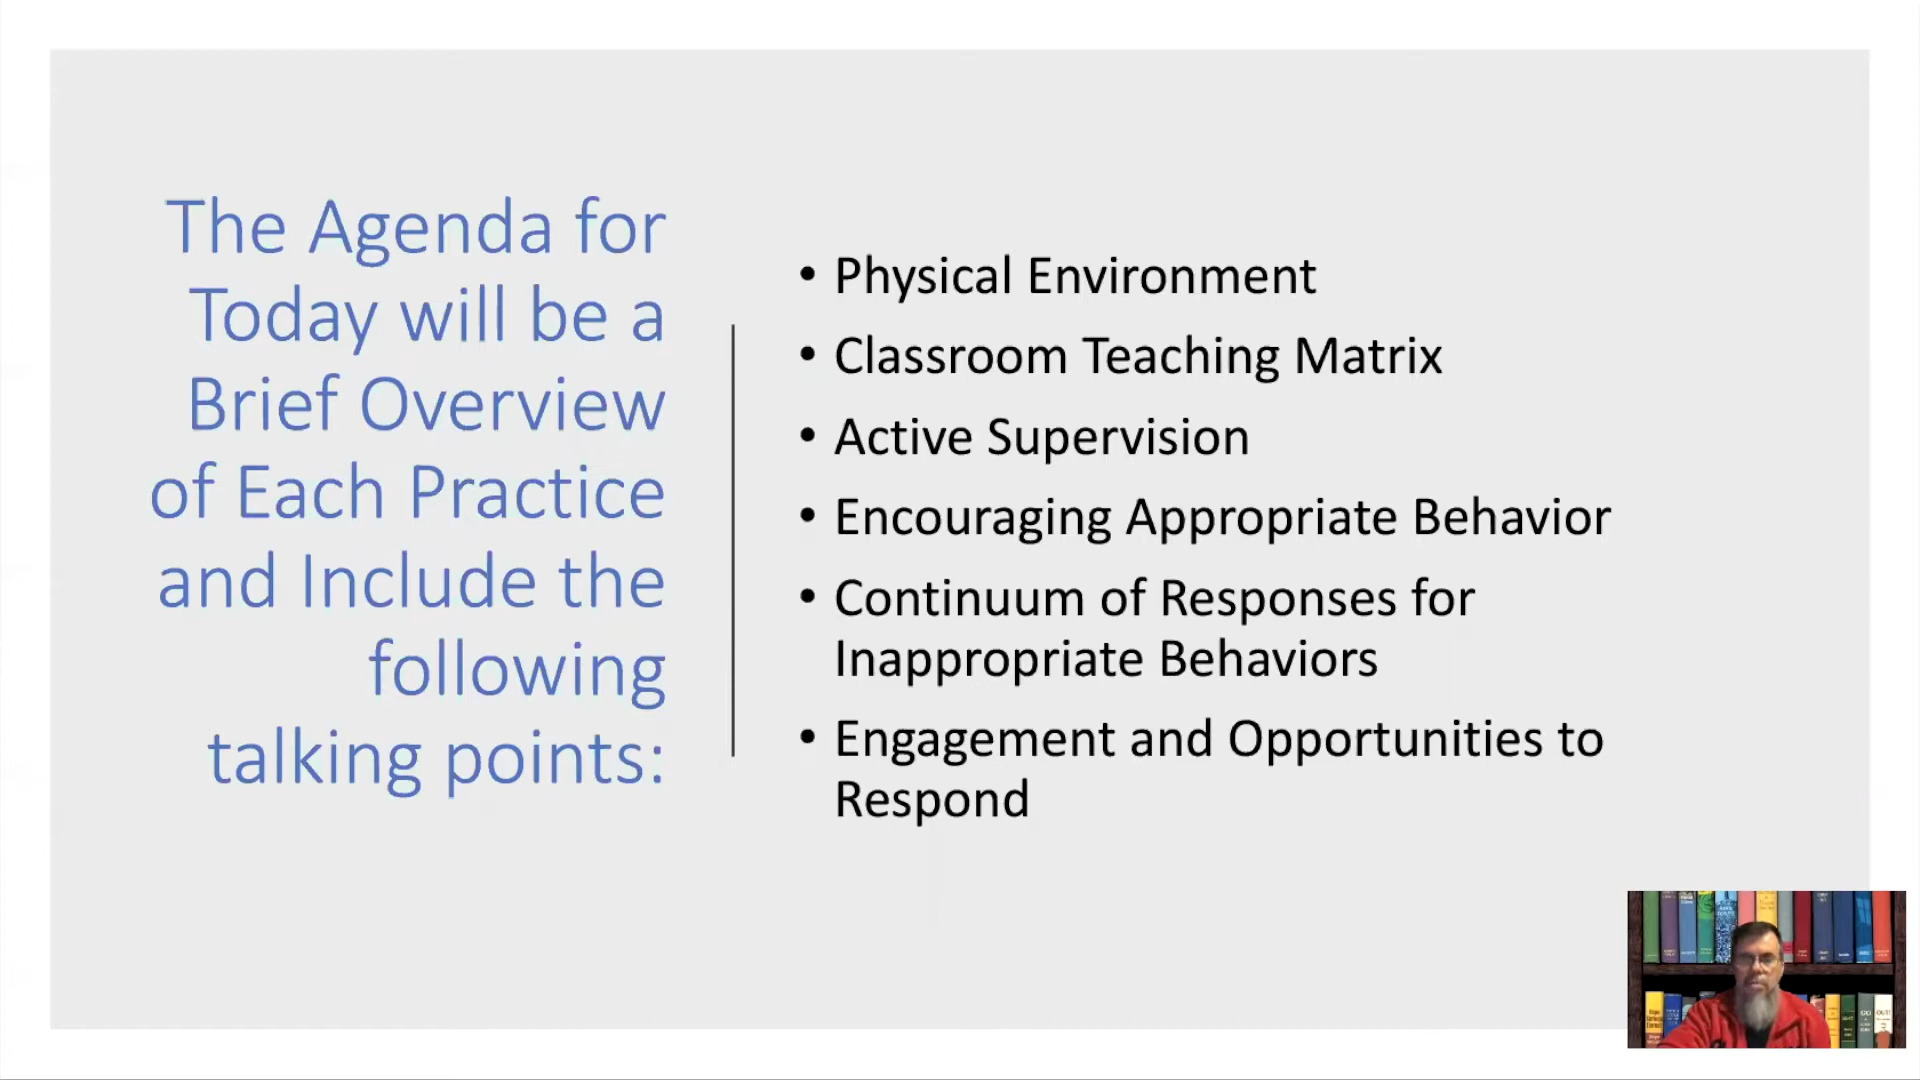 The Agenda for
Today will be a
Brief Overview
of Each Practice
and Include the
following
talking points:
• Physical Environment
• Classroom Teaching Matrix
• Active Supervision
• Encouraging Appropriate Behavior
• Continuum of Responses for
Inappropriate Behaviors
• Engagement and Opportunities to
Respond